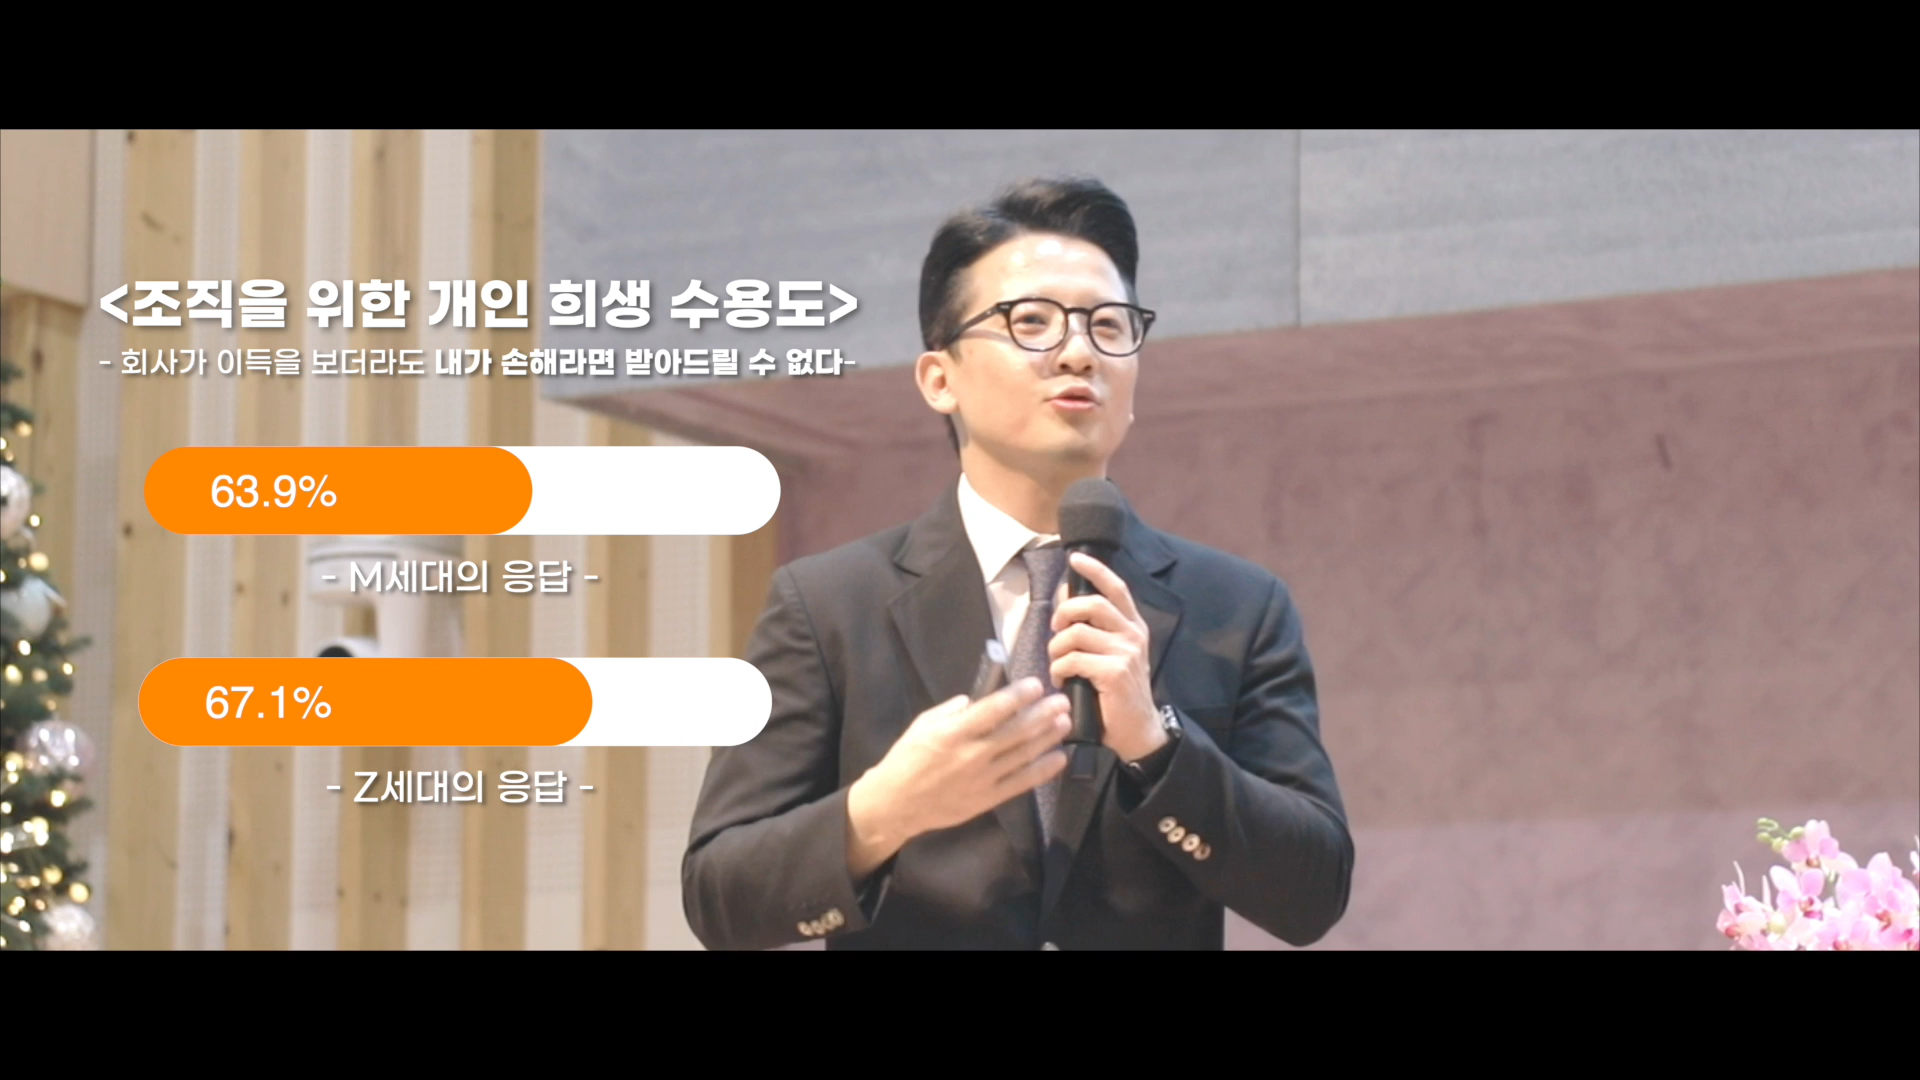 <조직을 위한 개인 희생 수용도>
- 회사가 이득을 보더라도 내가 손해라면 받아드릴 수 없다-
63.9%
- M세대의 응답 -
67.1%
- Z세대의 응답 -